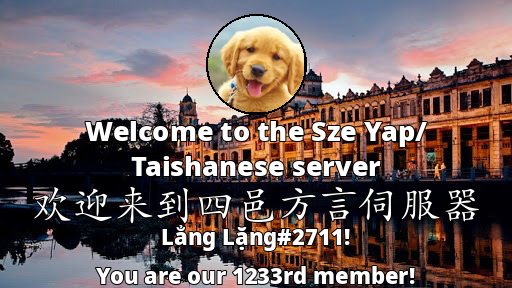 Welcome to the Sze Yap/
Taishanese server
欢迎来到四邑方言伺服器
Lẳng Lặng#2711!
You are our 1233rd member!